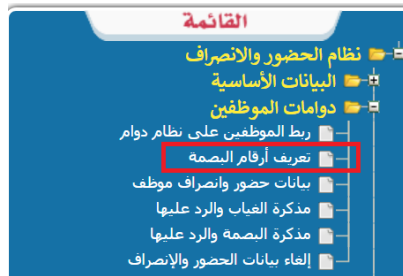 القائمة
نظام الحضور والانصراف
البيانات الأساسية
دوامات الموظفين
ربط الموظفين على نظام دوام
تعريف أرقام البصمة
بيانات حضور وانصراف موظف
مذكرة الغياب والرد عليها
مذكرة البصمة والرد عليها
إلغاء بيانات الحضور والإنصراف